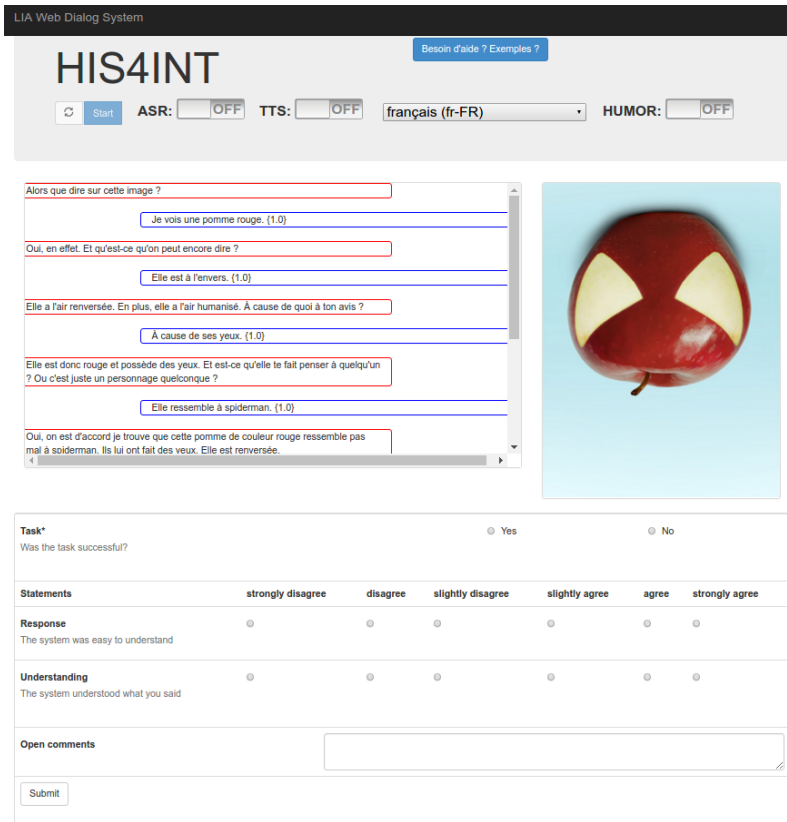 LIA Web Dialog System
Besoin d'aide ? Exemples ?
HIS4INT
Start ASR: OFF TTS: OFF français (fr-FR) HUMOR: OFF
Alors que dire sur cette image ?
Je vois une pomme rouge. {1.0}
Oui, en effet. Et qu'est-ce qu'on peut encore dire ?
Elle est à l'envers. {1.0}
Elle a l'air renversée. En plus, elle a l'air humanisé. À cause de quoi à ton avis ?
À cause de ses yeux. {1.0}
Elle est donc rouge et possède des yeux. Et est-ce qu'elle te fait penser à quelqu'un
? Ou c'est juste un personnage quelconque ?
Elle ressemble à spiderman. {1.0}
Oui, on est d'accord je trouve que cette pomme de couleur rouge ressemble pas
mal à spiderman. Ils lui ont fait des yeux. Elle est renversée.
Task* Yes No
Was the task successful?
Statements strongly disagree disagree slightly disagree slightly agree agree strongly agree
Response
The system was easy to understand
Understanding
The system understood what you said
Open comments
Submit